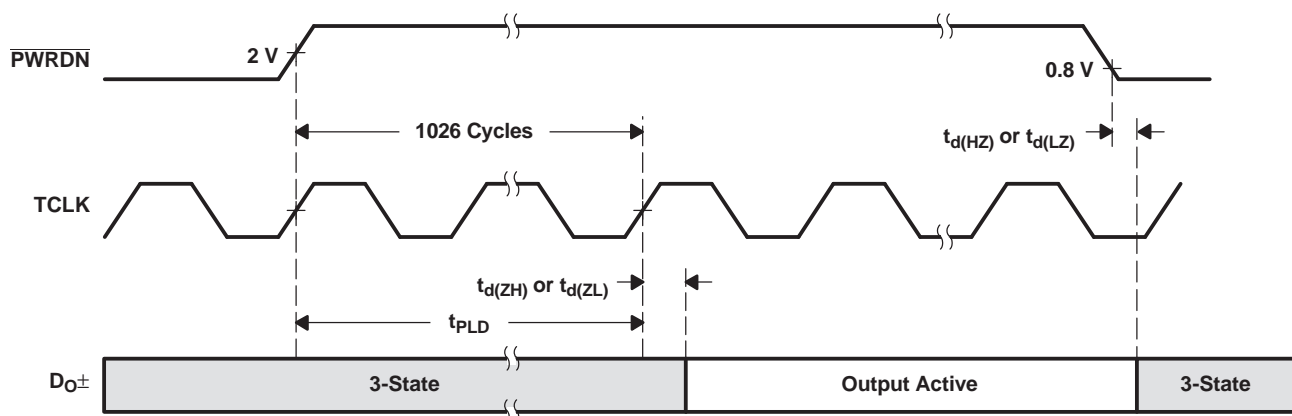 PWRDN
2 V
0.8 V
1026 Cycles
td(HZ) or td(LZ)
TCLK
td(ZH) or td(ZL)
tPLD
DO±
3-State
Output Active
3-State